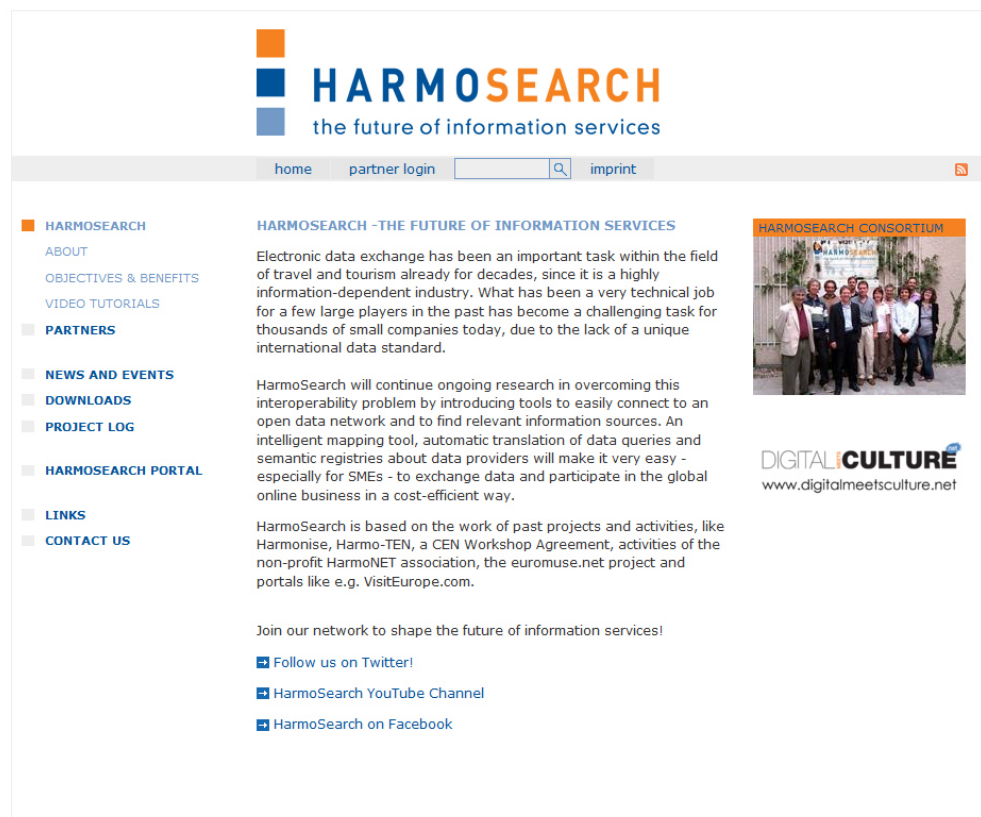 HARMOSEARCH
the future of information services
home partner login imprint
HARMOSEARCH
ABOUT
OBJECTIVES & BENEFITS
VIDEO TUTORIALS
PARTNERS
NEWS AND EVENTS
DOWNLOADS
PROJECT LOG
HARMOSEARCH PORTAL
LINKS
CONTACT US
HARMOSEARCH -THE FUTURE OF INFORMATION SERVICES
Electronic data exchange has been an important task within the field
of travel and tourism already for decades, since it is a highly
information-dependent industry. What has been a very technical job
for a few large players in the past has become a challenging task for
thousands of small companies today, due to the lack of a unique
international data standard.
HarmoSearch will continue ongoing research in overcoming this
interoperability problem by introducing tools to easily connect to an
open data network and to find relevant information sources. An
intelligent mapping tool, automatic translation of data queries and
semantic registries about data providers will make it very easy -
especially for SMEs - to exchange data and participate in the global
online business in a cost-efficient way.
HarmoSearch is based on the work of past projects and activities, like
Harmonise, Harmo-TEN, a CEN Workshop Agreement, activities of the
non-profit HarmoNET association, the euromuse.net project and
portals like e.g. VisitEurope.com.
Join our network to shape the future of information services!
Follow us on Twitter!
HarmoSearch YouTube Channel
HarmoSearch on Facebook
HARMOSEARCH CONSORTIUM
HARMOSEARCH
DIGITAL MEETS CULTURE .net
www.digitalmeetsculture.net